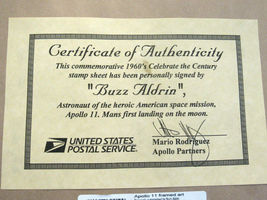 Certificate of Authenticity
This commemorative 1960's Celebrate the Century
stamp sheet has been personally signed by
"Buzz Aldrin",
Astronaut of the heroic American space mission,
Apollo 11. Mans first landing on the moon.
UNITED STATES
POSTAL SERVICE
Mario Rodriguez
Apollo Partners
Apollo 11 framed art